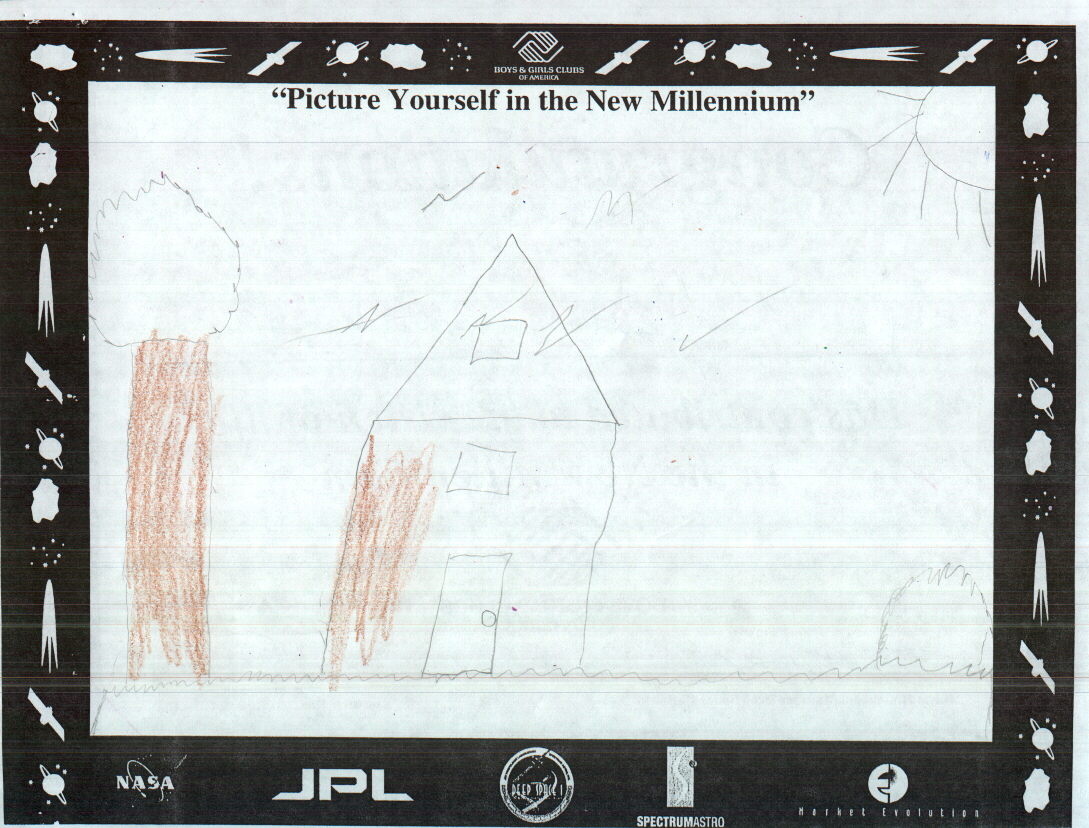 BOYS & GIRLS CLUBS
OF AMERICA
“Picture Yourself in the New Millennium”
NASA
JPL
DEEP SPACE 1
SPECTRUMASTRO
Market Evolution